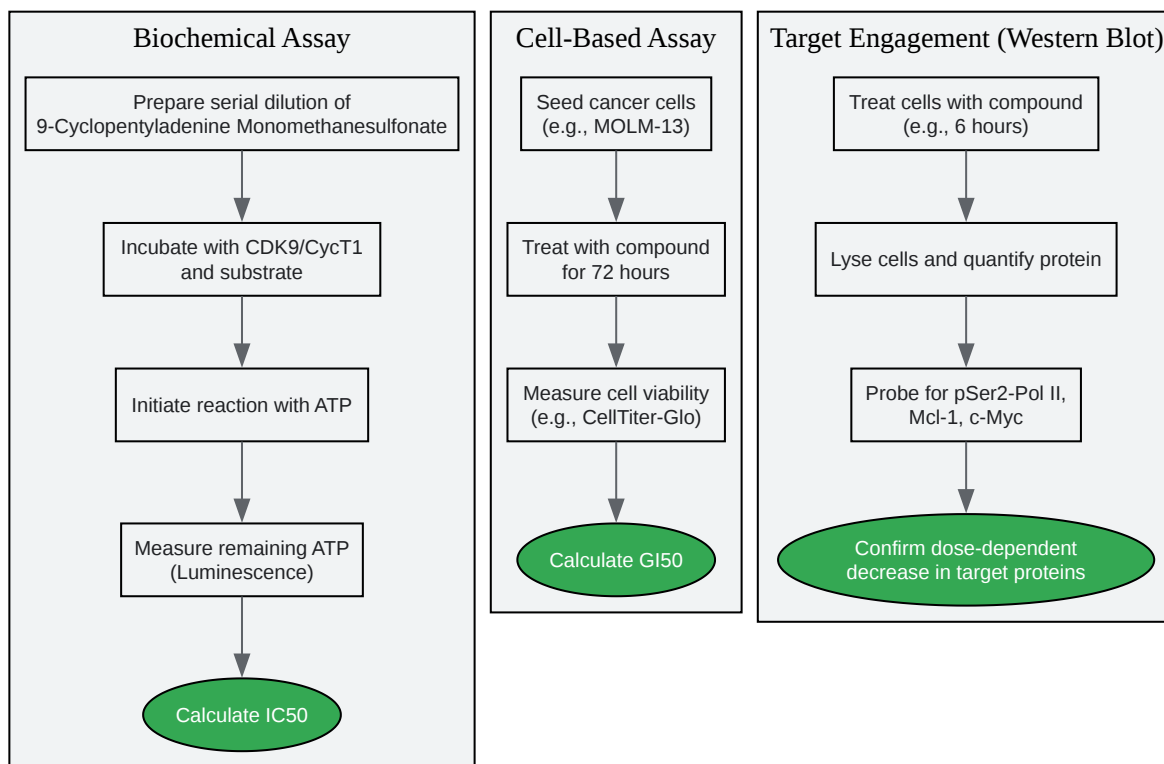 Biochemical Assay
Prepare serial dilution of
9-Cyclopentyladenine Monomethanesulfonate
Incubate with CDK9/CycT1
and substrate
Initiate reaction with ATP
Measure remaining ATP
(Luminescence)
Calculate IC50
Cell-Based Assay
Seed cancer cells
(e.g., MOLM-13)
Treat with compound
for 72 hours
Measure cell viability
(e.g., CellTiter-Glo)
Calculate GI50
Target Engagement (Western Blot)
Treat cells with compound
(e.g., 6 hours)
Lyse cells and quantify protein
Probe for pSer2-Pol II,
Mcl-1, c-Myc
Confirm dose-dependent
decrease in target proteins